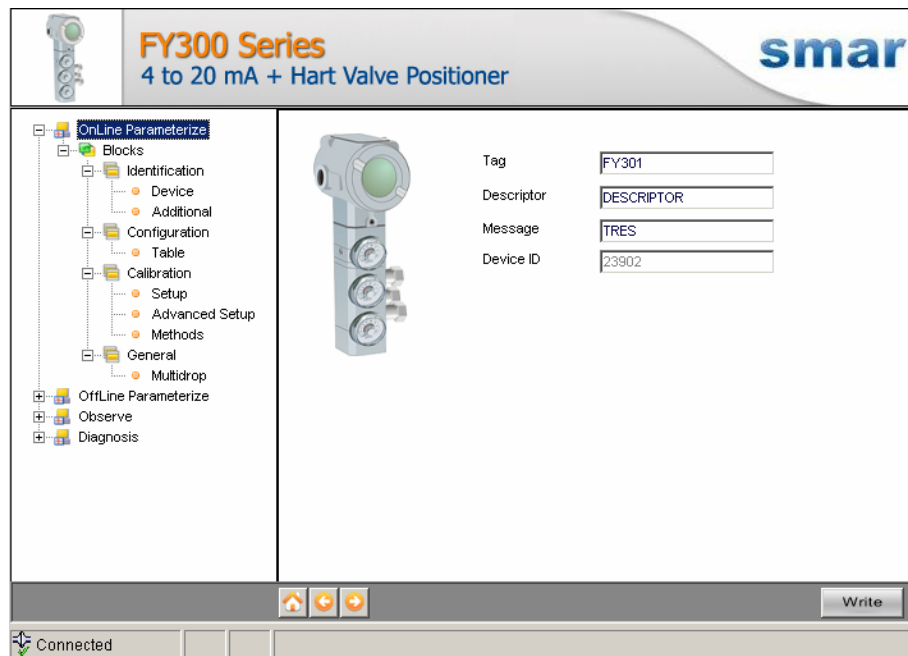 FY300 Series
4 to 20 mA + Hart Valve Positioner
smar
OnLine Parameterize
Blocks
Identification
Device
Additional
Configuration
Table
Calibration
Setup
Advanced Setup
Methods
General
Multidrop
OffLine Parameterize
Observe
Diagnosis
Tag FY301
Descriptor DESCRIPTOR
Message TRES
Device ID 23902
Write
Connected